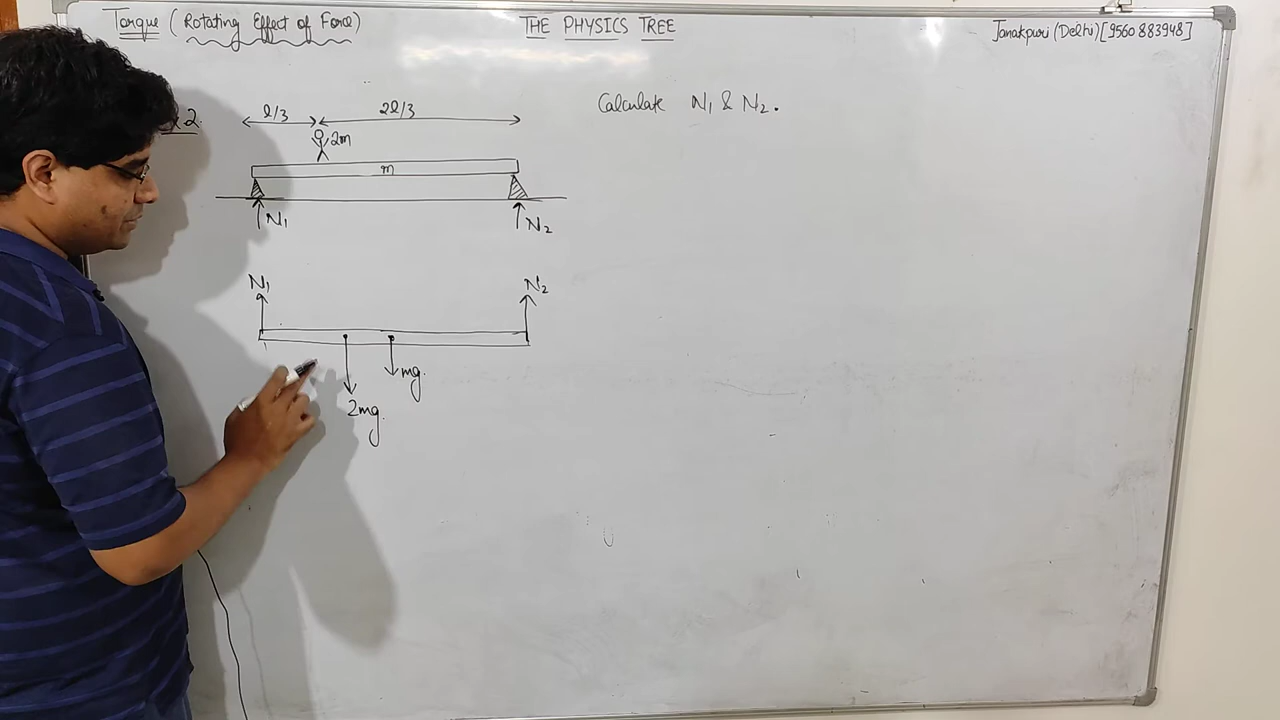 Torque (Rotating Effect of Force)
THE PHYSICS TREE
Janakpuri (Delhi) [9560 883948]
2.
l/3
2l/3
Calculate N₁ & N₂.
2m
m
N₁
N₂
N₁
N₂
mg.
2mg.